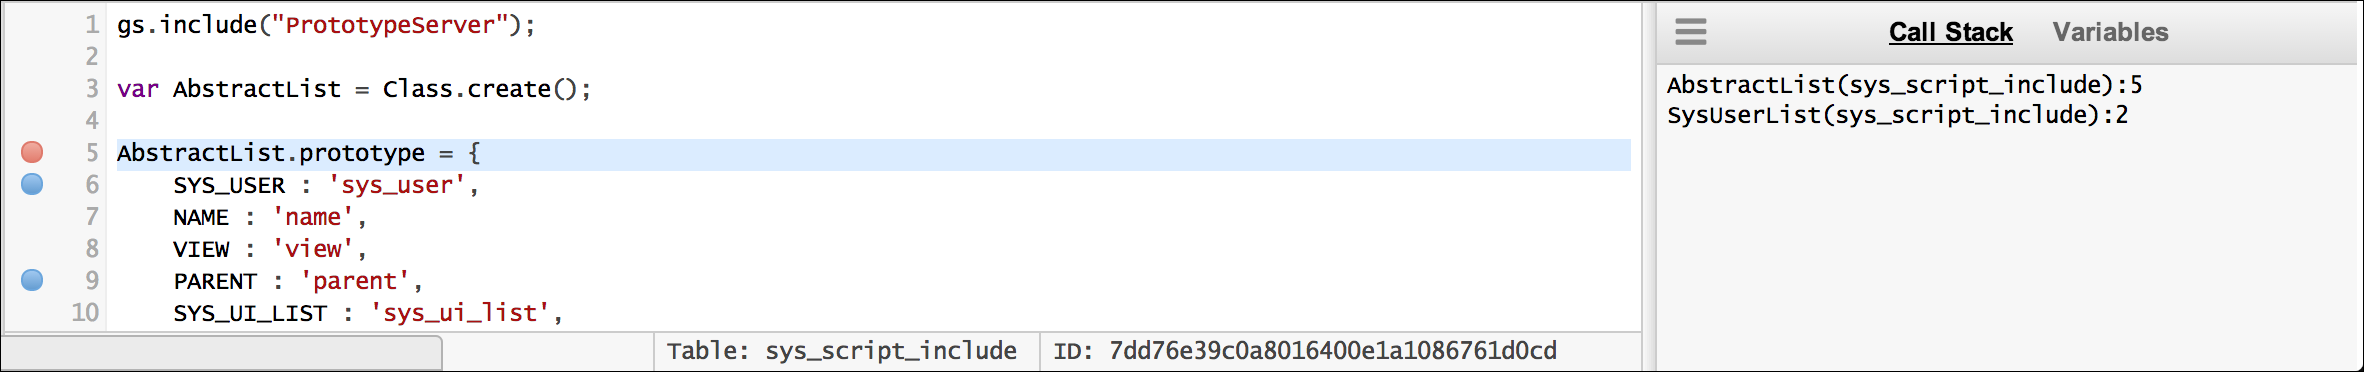 1 gs.include("PrototypeServer");
2
3 var AbstractList = Class.create();
4
5 AbstractList.prototype = {
6 SYS_USER : 'sys_user',
7 NAME : 'name',
8 VIEW : 'view',
9 PARENT : 'parent',
10 SYS_UI_LIST : 'sys_ui_list',
Table: sys_script_include ID: 7dd76e39c0a8016400e1a1086761d0cd
Call Stack Variables
AbstractList(sys_script_include):5
SysUserList(sys_script_include):2